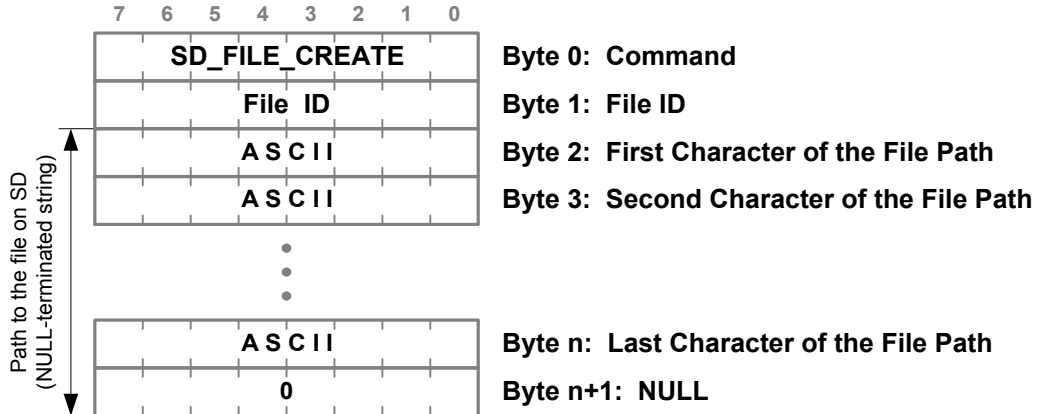 7 6 5 4 3 2 1 0
SD_FILE_CREATE Byte 0: Command
File ID Byte 1: File ID
A S C I I Byte 2: First Character of the File Path
A S C I I Byte 3: Second Character of the File Path
Path to the file on SD
(NULL-terminated string)
A S C I I Byte n: Last Character of the File Path
0 Byte n+1: NULL